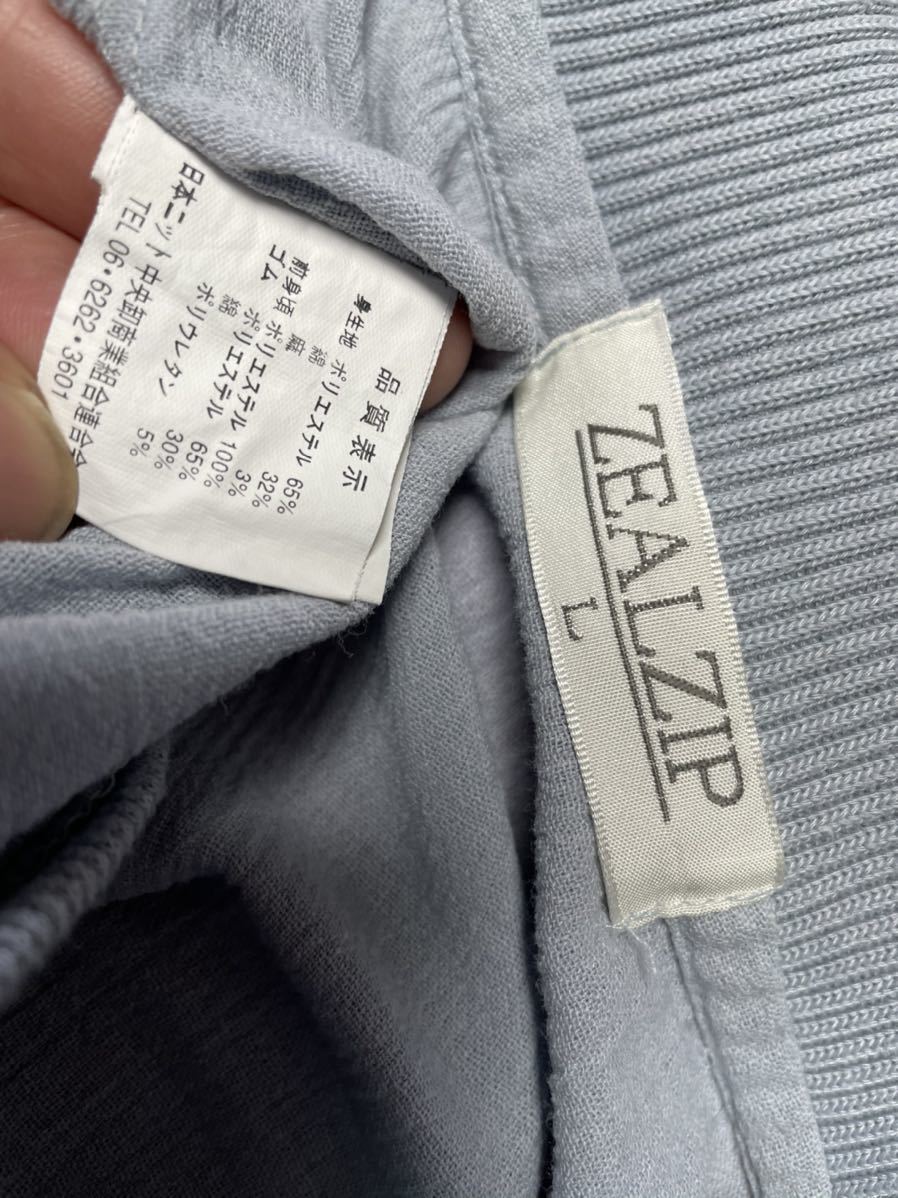 品質表示
身生地 ポリエステル 65%
綿 32%
麻 3%
前身頃 ポリエステル 100%
ゴム ポリエステル 65%
綿 30%
ポリウレタン 5%
日本ニット中央卸商業組合連合会
TEL 06・6262・3601
ZEALZIP
L